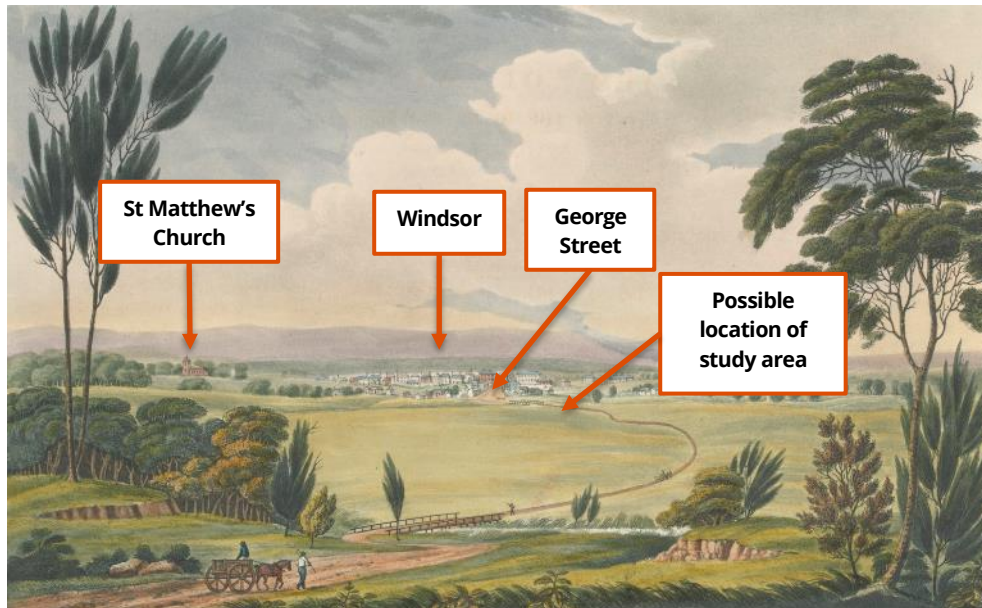 St Matthew's
Church
Windsor
George
Street
Possible
location of
study area